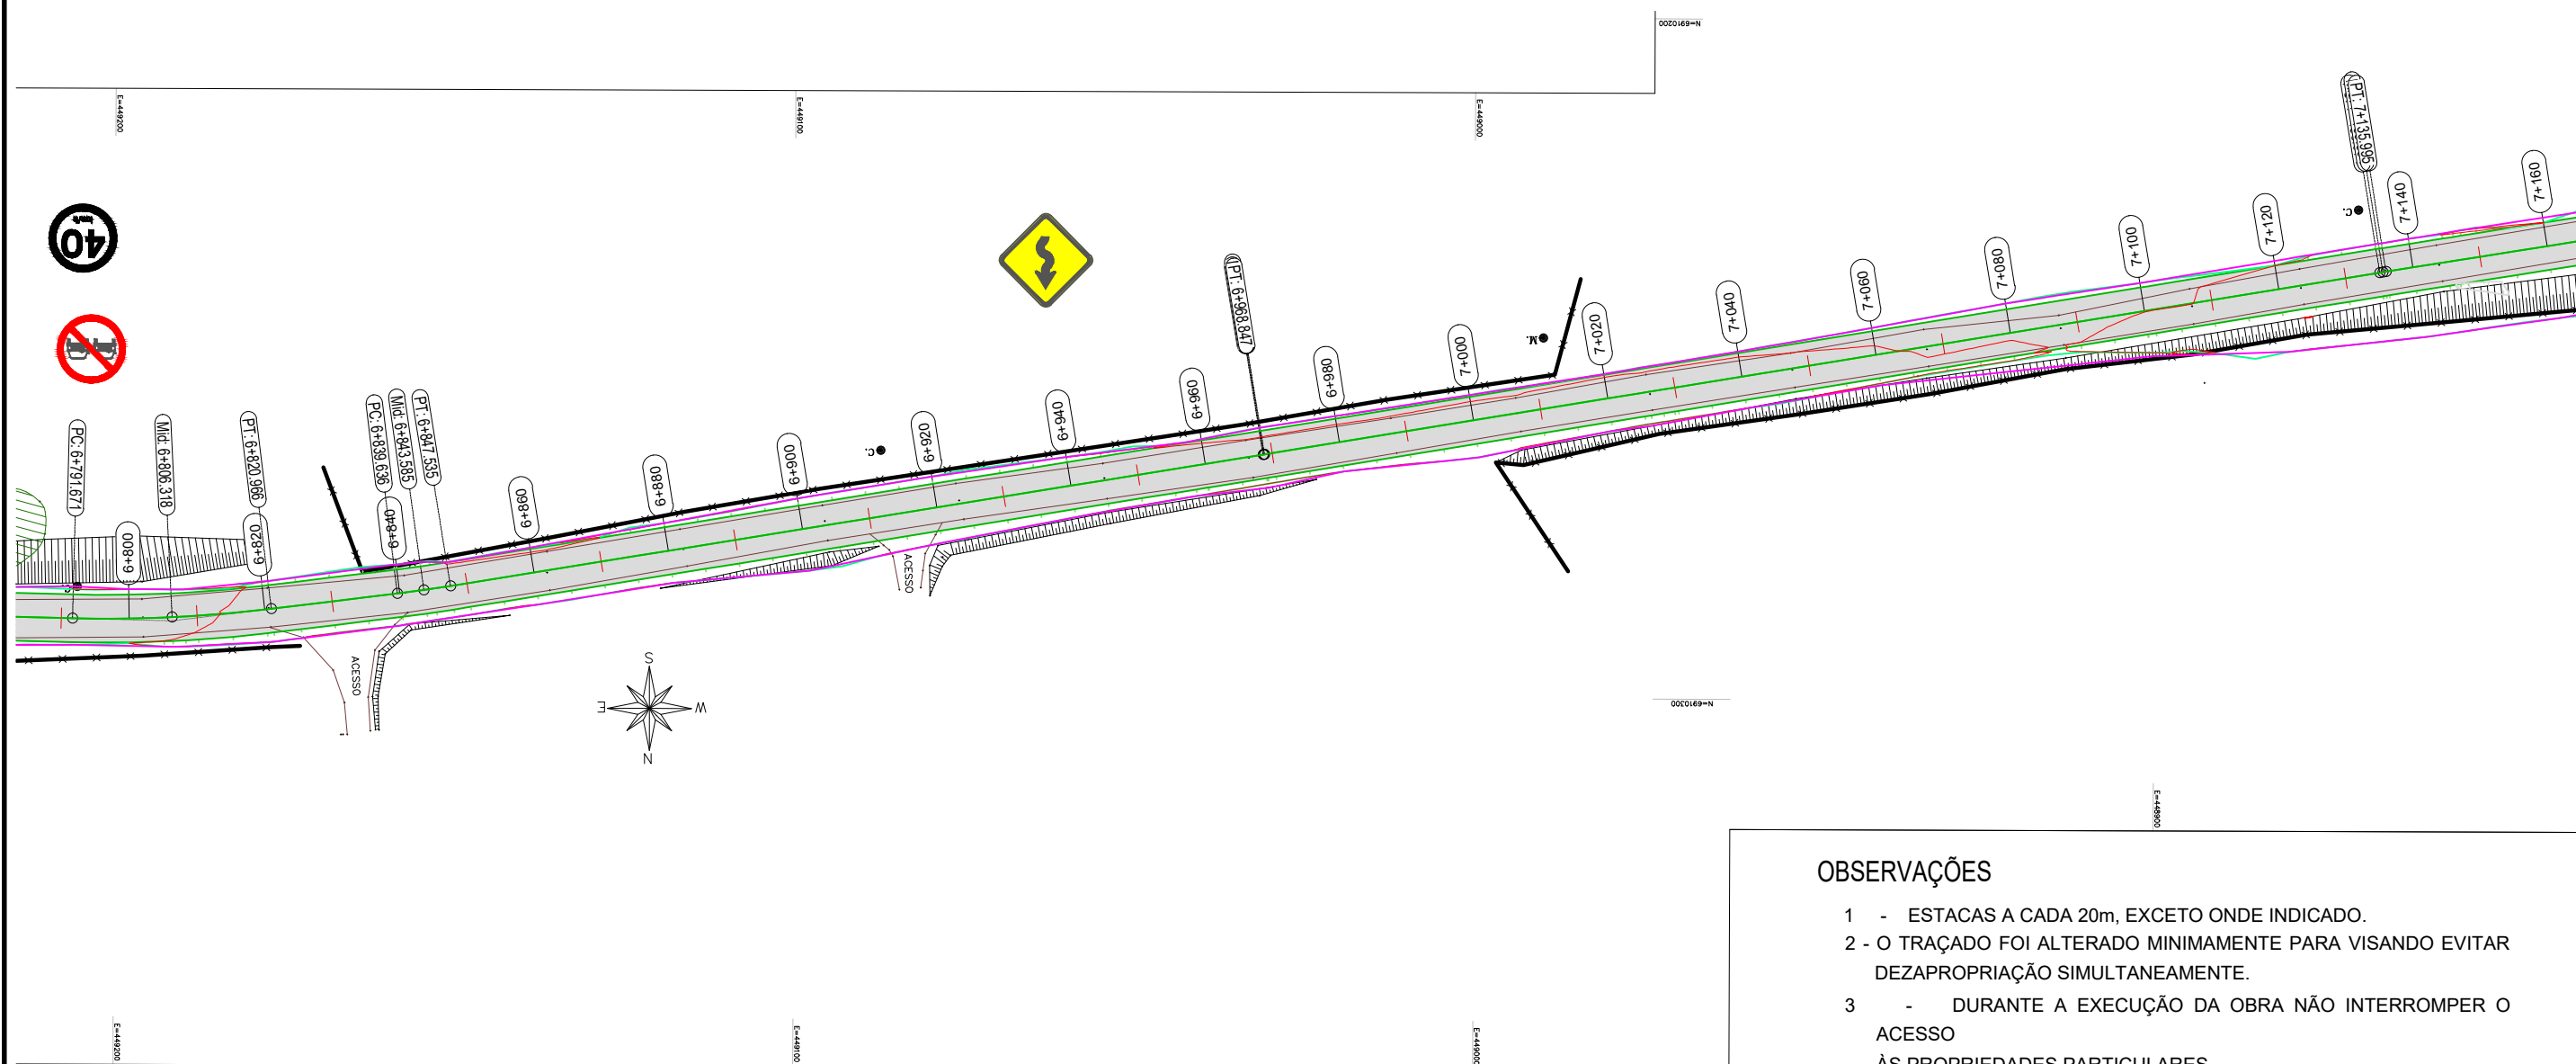 N=6910200
E=449200
E=449100
E=449000
PT: 7+135.995
7+160
7+140
C.
7+120
7+100
7+080
7+060
7+040
7+020
M.
7+000
6+980
PT: 6+968.847
6+960
6+940
6+920
C.
6+900
6+880
6+860
PT: 6+847.535
Mid: 6+843.585
PC: 6+839.636
6+840
PT: 6+820.966
6+820
Mid: 6+806.318
6+800
PC: 6+791.671
C.
40
km/h
ACESSO
ACESSO
S
E
W
N
N=6910300
E=448900
OBSERVAÇÕES
1 - ESTACAS A CADA 20m, EXCETO ONDE INDICADO.
2 - O TRAÇADO FOI ALTERADO MINIMAMENTE PARA VISANDO EVITAR
DEZAPROPRIAÇÃO SIMULTANEAMENTE.
3 - DURANTE A EXECUÇÃO DA OBRA NÃO INTERROMPER O
ACESSO
ÀS PROPRIEDADES PARTICULARES
E=449200
E=449100
E=449000